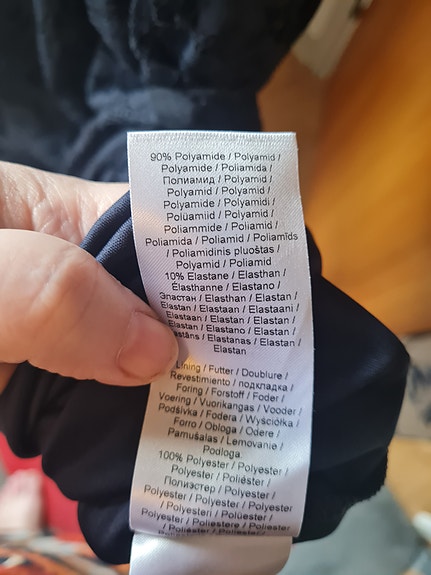 90% Polyamide / Polyamid /
Polyamide / Poliamida /
Полиамид / Polyamid /
Polyamid / Polyamid /
Polyamide / Polyamidi /
Polüamiid / Polyamid /
Poliammide / Poliamid /
Poliamida / Poliamid / Poliamīds
/ Poliamidinis pluoštas /
Polyamid / Poliamid
10% Elastane / Elasthan /
Élasthanne / Elastano /
Эластан / Elasthan / Elastan /
Elastan / Elastaan / Elastaani /
Elastaan / Elastan / Elastan /
Elastan / Elastano / Elastan /
Elastanas / Elastan /
Elastan
Lining / Futter / Doublure /
Revestimiento / подкладка /
Foring / Forstoff / Foder /
Voering / Vuorikangas / Vooder /
Podšívka / Fodera / Wyściółka /
Forro / Obloga / Odere /
Pamušalas / Lemovanie /
Podloga
100% Polyester / Polyester /
Polyester / Poliéster /
Полиэстер / Polyester /
Polyester / Polyester / Polyester
/ Polyesteri / Polüester /
Polyester / Poliestere / Poliester